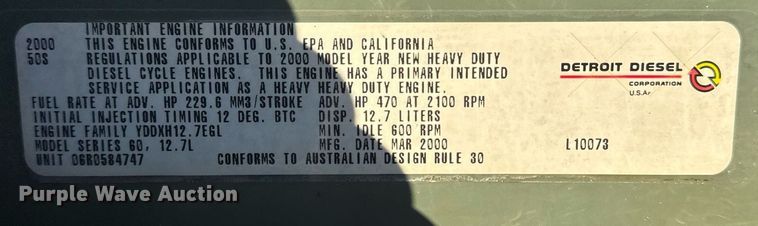 IMPORTANT ENGINE INFORMATION
2000 THIS ENGINE CONFORMS TO U.S. EPA AND CALIFORNIA
50S REGULATIONS APPLICABLE TO 2000 MODEL YEAR NEW HEAVY DUTY
DIESEL CYCLE ENGINES. THIS ENGINE HAS A PRIMARY INTENDED
SERVICE APPLICATION AS A HEAVY HEAVY DUTY ENGINE.
FUEL RATE AT ADV. HP 229.6 MM3/STROKE ADV. HP 470 AT 2100 RPM
INITIAL INJECTION TIMING 12 DEG. BTC DISP. 12.7 LITERS
ENGINE FAMILY YDDXH12.7EGL MIN. IDLE 600 RPM
MODEL SERIES 60, 12.7L MFG. DATE MAR 2000 L10073
UNIT 06R0584747 CONFORMS TO AUSTRALIAN DESIGN RULE 30
DETROIT DIESEL
CORPORATION
U.S.A.
Purple Wave Auction